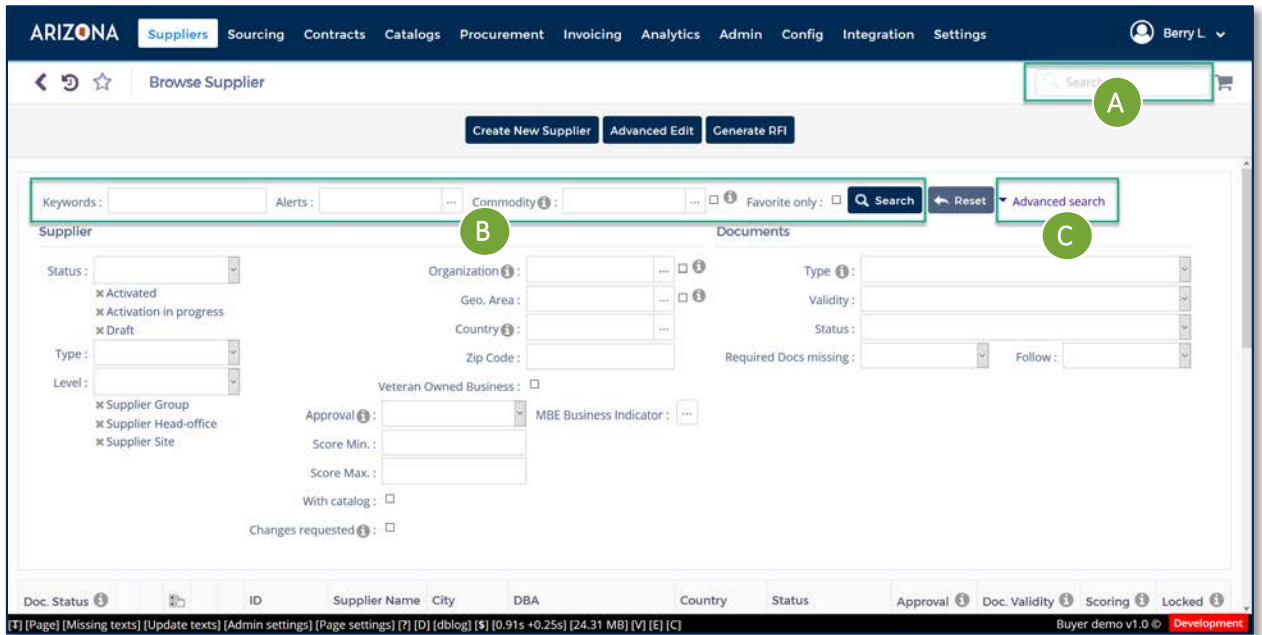 ARIZONA Suppliers Sourcing Contracts Catalogs Procurement Invoicing Analytics Admin Config Integration Settings Berry L.
Browse Supplier Search
A
Create New Supplier Advanced Edit Generate RFI
Keywords : Alerts : ... Commodity : ... Favorite only : Search Reset Advanced search
B C
Supplier Documents
Status : Organization : ... Type :
Activated Geo. Area : ... Validity :
Activation in progress
Draft Country : ... Status :
Type : Zip Code : Required Docs missing : Follow :
Level : Veteran Owned Business :
Supplier Group Approval : MBE Business Indicator : ...
Supplier Head-office
Supplier Site Score Min. :
Score Max. :
With catalog :
Changes requested :
Doc. Status ID Supplier Name City DBA Country Status Approval Doc. Validity Scoring Locked
[T] [Page] [Missing texts] [Update texts] [Admin settings] [Page settings] [?] [D] [dblog] [$] [0.91s +0.25s] [24.31 MB] [V] [E] [C] Buyer demo v1.0 © Development